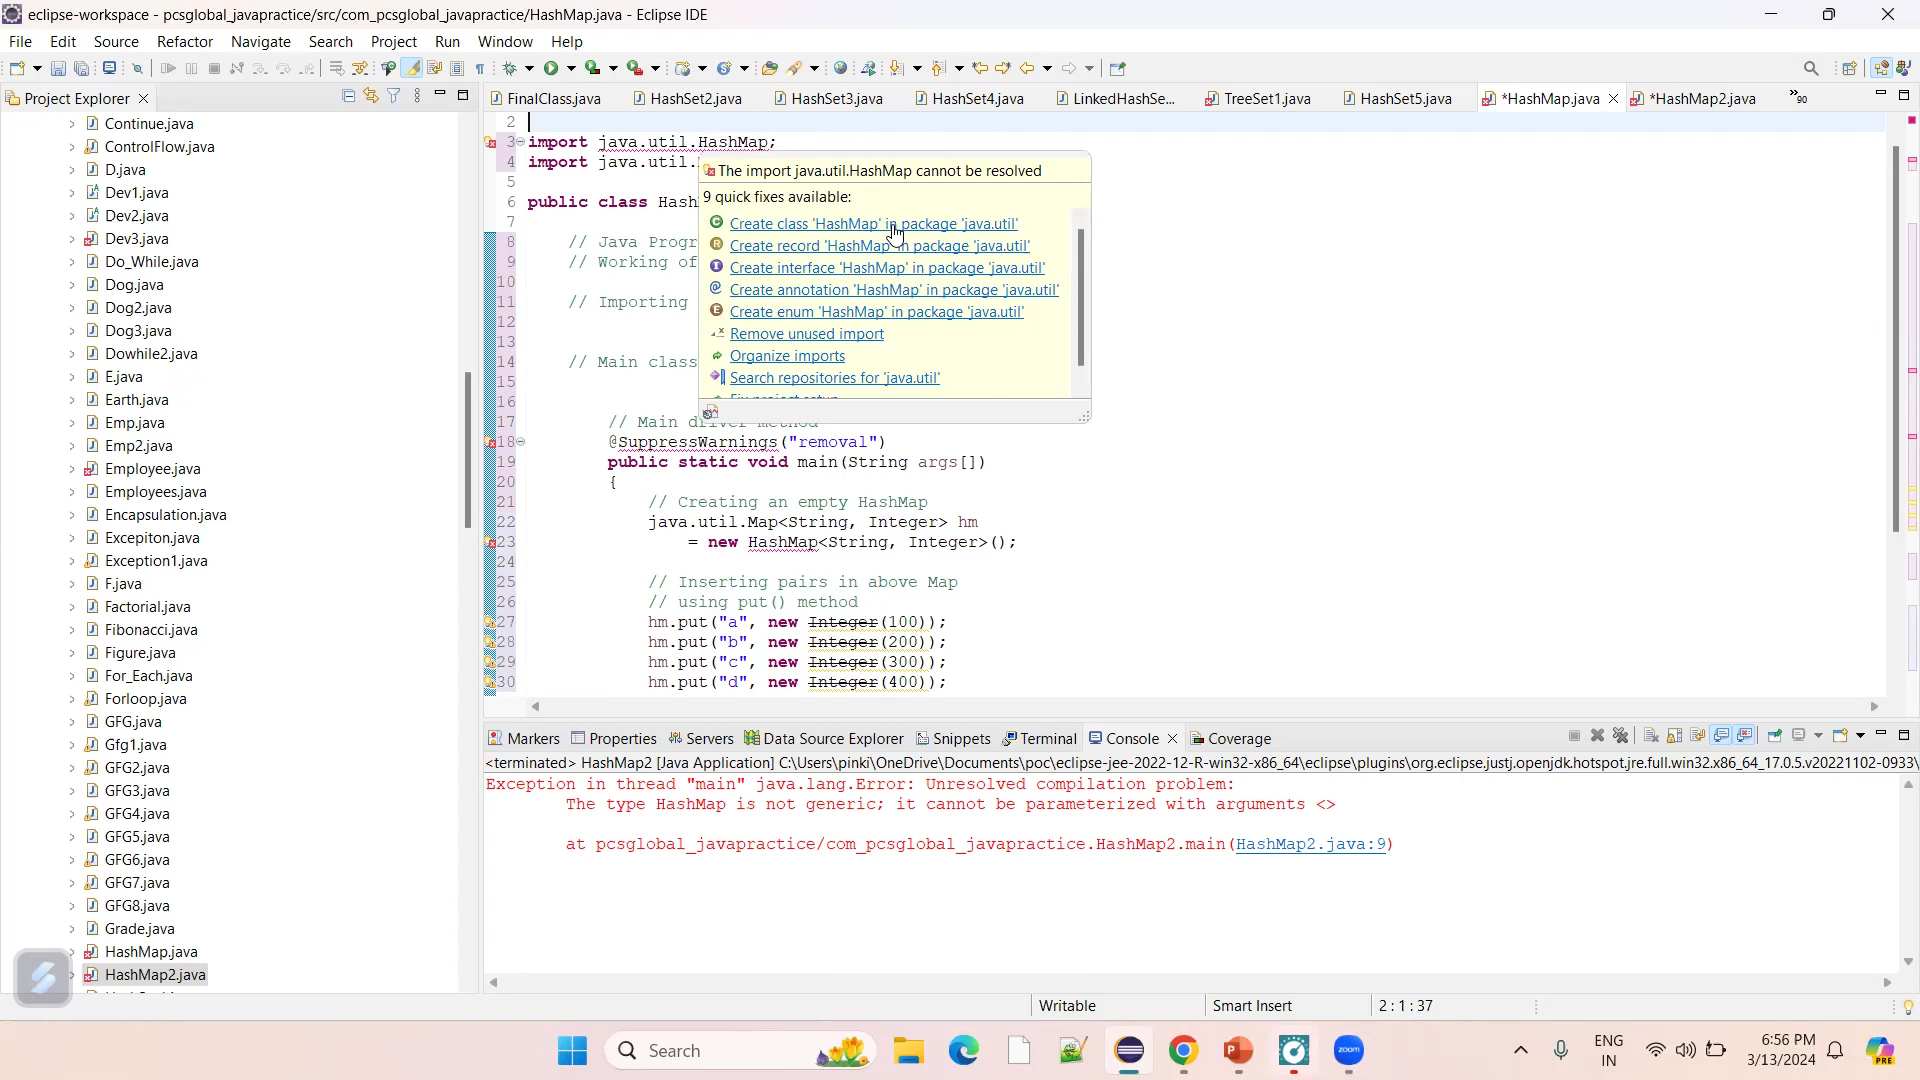 eclipse-workspace - pcsglobal_javapractice/src/com_pcsglobal_javapractice/HashMap.java - Eclipse IDE
File Edit Source Refactor Navigate Search Project Run Window Help
Project Explorer
FinalClass.java HashSet2.java HashSet3.java HashSet4.java LinkedHashSe... TreeSet1.java HashSet5.java *HashMap.java *HashMap2.java »90
Continue.java
ControlFlow.java
D.java
Dev1.java
Dev2.java
Dev3.java
Do_While.java
Dog.java
Dog2.java
Dog3.java
Dowhile2.java
E.java
Earth.java
Emp.java
Emp2.java
Employee.java
Employees.java
Encapsulation.java
Excepiton.java
Exception1.java
F.java
Factorial.java
Fibonacci.java
Figure.java
For_Each.java
Forloop.java
GFG.java
Gfg1.java
GFG2.java
GFG3.java
GFG4.java
GFG5.java
GFG6.java
GFG7.java
GFG8.java
Grade.java
HashMap.java
HashMap2.java
2
3 import java.util.HashMap;
4 import java.util.
5
6 public class Hash
7
8 // Java Progr
9 // Working of
10
11 // Importing
12
13
14 // Main class
15
16
17 // Main driver method
18 @SuppressWarnings("removal")
19 public static void main(String args[])
20 {
21 // Creating an empty HashMap
22 java.util.Map<String, Integer> hm
23 = new HashMap<String, Integer>();
24
25 // Inserting pairs in above Map
26 // using put() method
27 hm.put("a", new Integer(100));
28 hm.put("b", new Integer(200));
29 hm.put("c", new Integer(300));
30 hm.put("d", new Integer(400));
The import java.util.HashMap cannot be resolved
9 quick fixes available:
Create class 'HashMap' in package 'java.util'
Create record 'HashMap' in package 'java.util'
Create interface 'HashMap' in package 'java.util'
Create annotation 'HashMap' in package 'java.util'
Create enum 'HashMap' in package 'java.util'
Remove unused import
Organize imports
Search repositories for 'java.util'
Fix project setup
Markers Properties Servers Data Source Explorer Snippets Terminal Console Coverage
<terminated> HashMap2 [Java Application] C:\Users\pinki\OneDrive\Documents\poc\eclipse-jee-2022-12-R-win32-x86_64\eclipse\plugins\org.eclipse.justj.openjdk.hotspot.jre.full.win32.x86_64_17.0.5.v20221102-0933\
Exception in thread "main" java.lang.Error: Unresolved compilation problem:
The type HashMap is not generic; it cannot be parameterized with arguments <>
at pcsglobal_javapractice/com_pcsglobal_javapractice.HashMap2.main(HashMap2.java:9)
Writable Smart Insert 2 : 1 : 37
Search
zoom
ENG
IN
6:56 PM
3/13/2024
PRE